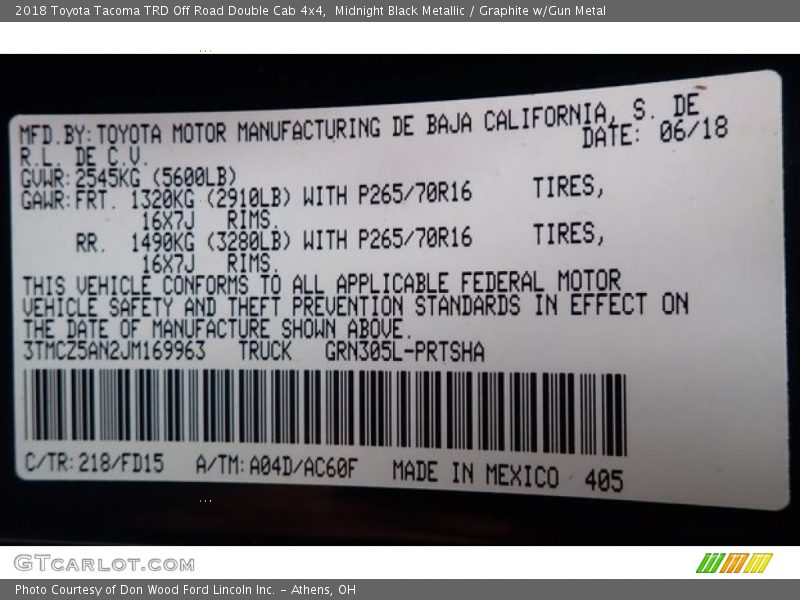 2018 Toyota Tacoma TRD Off Road Double Cab 4x4,  Midnight Black Metallic / Graphite w/Gun Metal
MFD.BY:TOYOTA MOTOR MANUFACTURING DE BAJA CALIFORNIA, S. DE
R.L. DE C.V. DATE: 06/18
GVWR:2545KG (5600LB)
GAWR:FRT. 1320KG (2910LB) WITH P265/70R16 TIRES,
16X7J RIMS.
RR. 1490KG (3280LB) WITH P265/70R16 TIRES,
16X7J RIMS.
THIS VEHICLE CONFORMS TO ALL APPLICABLE FEDERAL MOTOR
VEHICLE SAFETY AND THEFT PREVENTION STANDARDS IN EFFECT ON
THE DATE OF MANUFACTURE SHOWN ABOVE.
3TMCZ5AN2JM169963 TRUCK GRN305L-PRTSHA
C/TR:218/FD15 A/TM:A04D/AC60F MADE IN MEXICO 405
GTCARLOT.COM
Photo Courtesy of Don Wood Ford Lincoln Inc. - Athens, OH